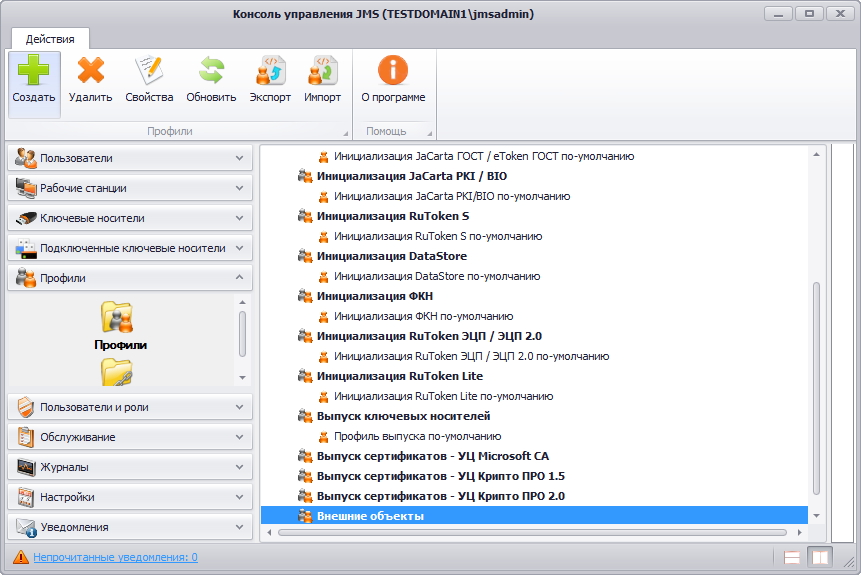 Консоль управления JMS (TESTDOMAIN1\jmsadmin)
Действия
Создать
Удалить
Свойства
Обновить
Экспорт
Импорт
О программе
Профили
Помощь
Пользователи
Рабочие станции
Ключевые носители
Подключенные ключевые носители
Профили
Профили
Пользователи и роли
Обслуживание
Журналы
Настройки
Уведомления
Инициализация JaCarta ГОСТ / eToken ГОСТ по-умолчанию
Инициализация JaCarta PKI / BIO
Инициализация JaCarta PKI/BIO по-умолчанию
Инициализация RuToken S
Инициализация RuToken S по-умолчанию
Инициализация DataStore
Инициализация DataStore по-умолчанию
Инициализация ФКН
Инициализация ФКН по-умолчанию
Инициализация RuToken ЭЦП / ЭЦП 2.0
Инициализация RuToken ЭЦП / ЭЦП 2.0 по-умолчанию
Инициализация RuToken Lite
Инициализация RuToken Lite по-умолчанию
Выпуск ключевых носителей
Профиль выпуска по-умолчанию
Выпуск сертификатов - УЦ Microsoft CA
Выпуск сертификатов - УЦ Крипто ПРО 1.5
Выпуск сертификатов - УЦ Крипто ПРО 2.0
Внешние объекты
Непрочитанные уведомления: 0